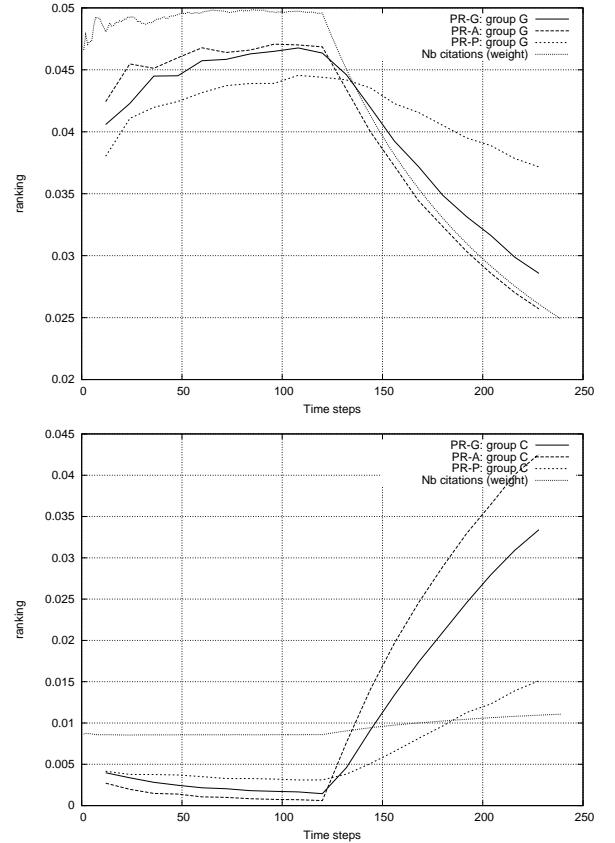 0.05
0.045
0.04
0.035
0.03
0.025
0.02
0 50 100 150 200 250
ranking
Time steps
PR-G: group G
PR-A: group G
PR-P: group G
Nb citations (weight)
0.045
0.04
0.035
0.03
0.025
0.02
0.015
0.01
0.005
0
0 50 100 150 200 250
ranking
Time steps
PR-G: group C
PR-A: group C
PR-P: group C
Nb citations (weight)